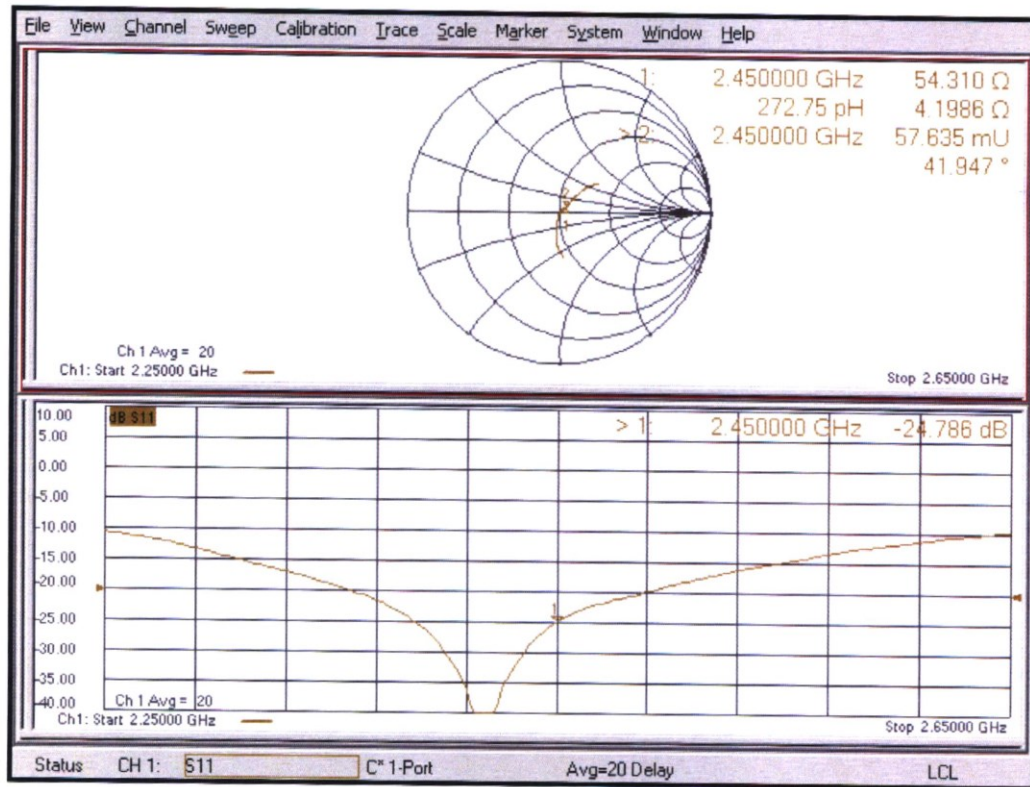 File View Channel Sweep Calibration Trace Scale Marker System Window Help
1: 2.450000 GHz 54.310 Ω
272.75 pH 4.1986 Ω
> 2: 2.450000 GHz 57.635 mU
41.947 °
2
1
Ch 1 Avg = 20
Ch1: Start 2.25000 GHz
Stop 2.65000 GHz
10.00
dB S11
> 1: 2.450000 GHz -24.786 dB
5.00
0.00
-5.00
-10.00
-15.00
-20.00
1
-25.00
-30.00
-35.00
-40.00
Ch 1 Avg = 20
Ch1: Start 2.25000 GHz
Stop 2.65000 GHz
Status CH 1: S11 C* 1-Port Avg=20 Delay LCL